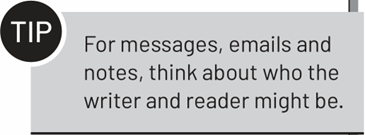 TIP
For messages, emails and
notes, think about who the
writer and reader might be.